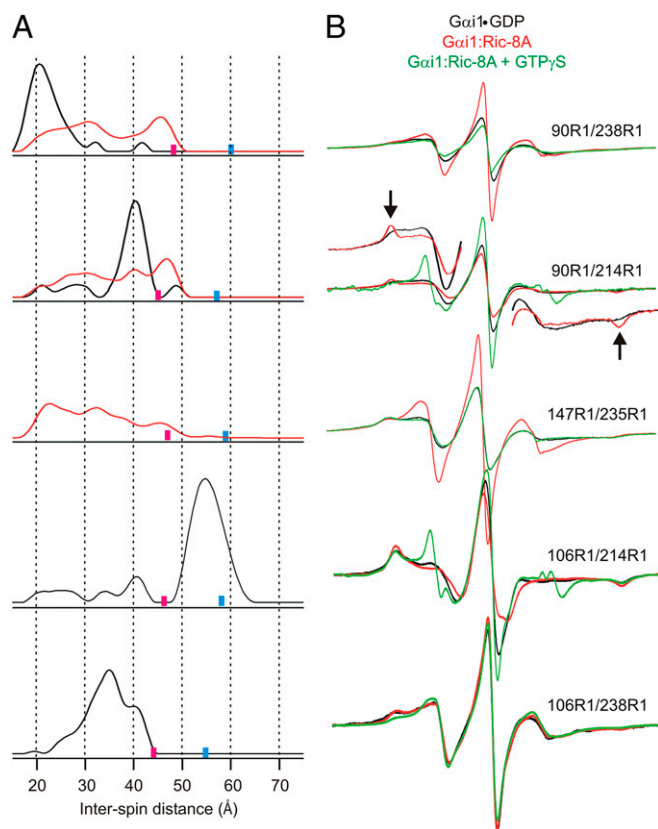 A
B
Gαi1•GDP
Gαi1:Ric-8A
Gαi1:Ric-8A + GTPγS
90R1/238R1
90R1/214R1
147R1/235R1
106R1/214R1
106R1/238R1
20 30 40 50 60 70
Inter-spin distance (Å)